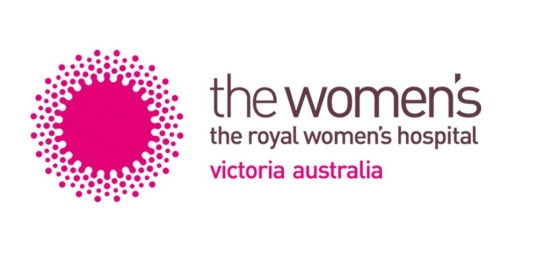 the women's
the royal women's hospital
victoria australia